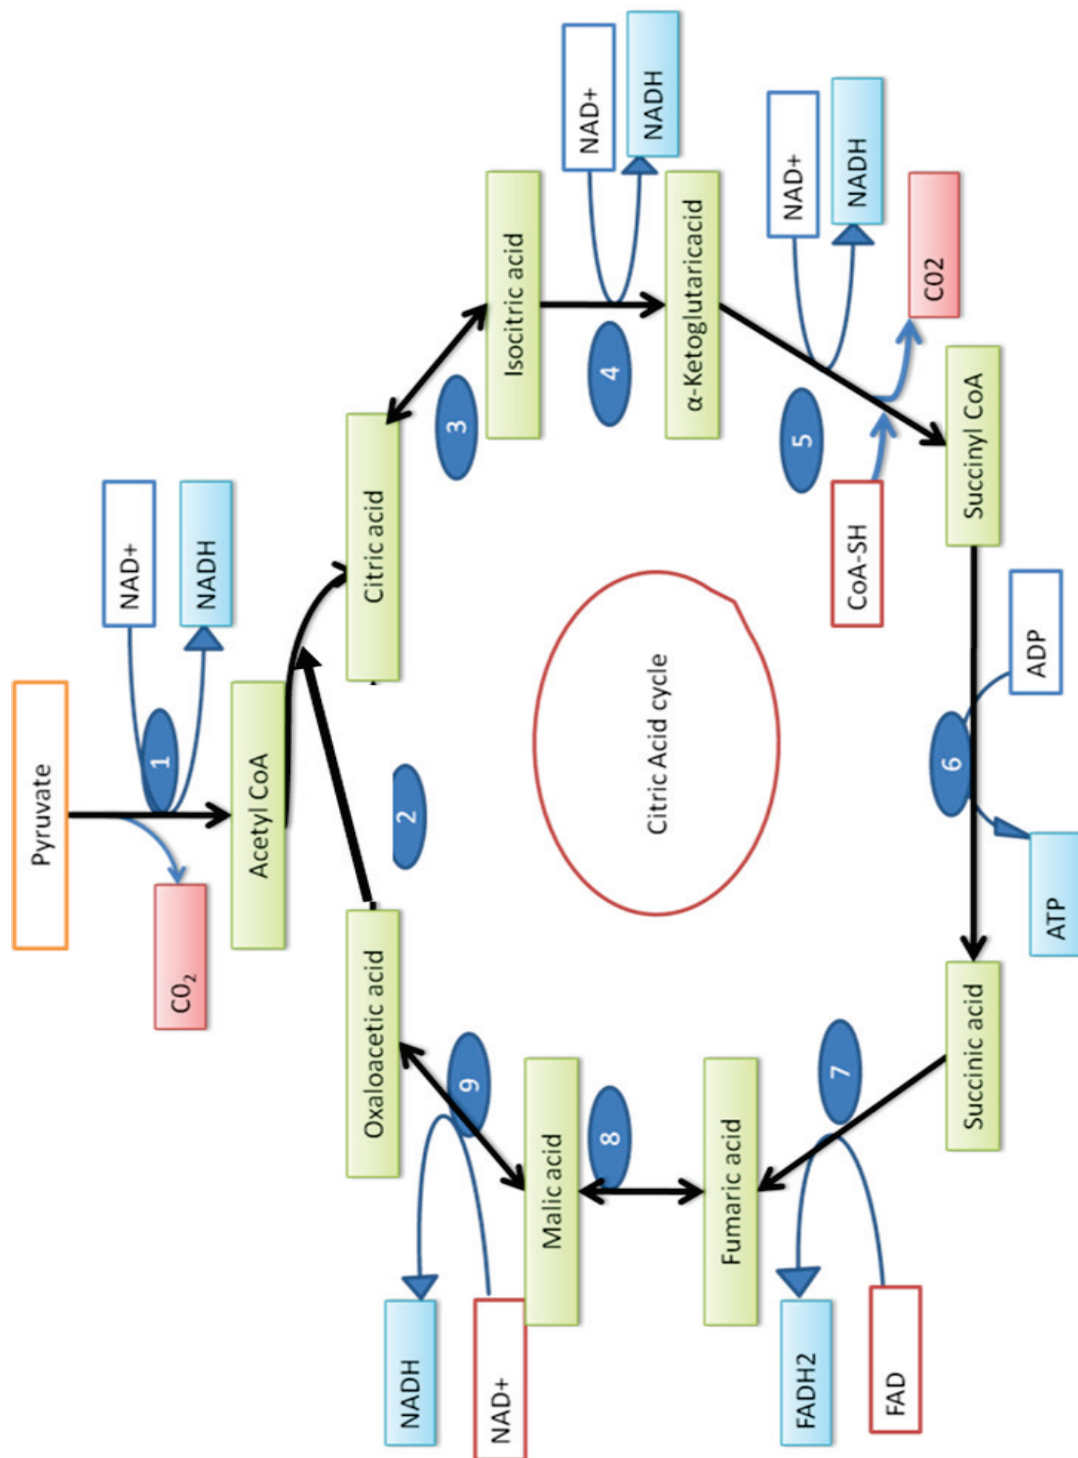 Pyruvate
NAD+
NADH
1
CO₂
Acetyl CoA
Citric acid
3
Isocitric acid
NAD+
NADH
4
α-Ketoglutaricacid
NAD+
NADH
5
CoA-SH
C02
Succinyl CoA
ADP
6
ATP
Succinic acid
7
FADH2
FAD
Fumaric acid
8
Malic acid
9
NADH
NAD+
Oxaloacetic acid
2
Citric Acid cycle